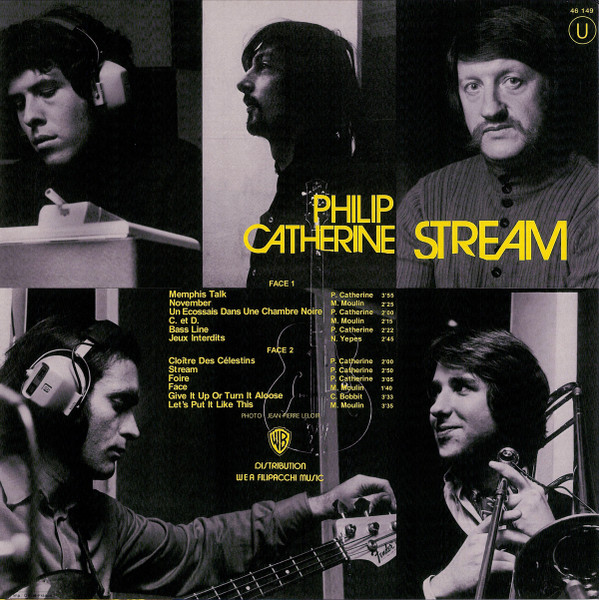 46 149
U
PHILIP
CATHERINE STREAM
FACE 1
Memphis Talk P. Catherine 3'55
November M. Moulin 2'25
Un Ecossais Dans Une Chambre Noire P. Catherine 2'00
C. et D. M. Moulin 2'15
Bass Line P. Catherine 2'22
Jeux Interdits N. Yepes 2'45
FACE 2
Cloître Des Célestins P. Catherine 2'00
Stream P. Catherine 2'50
Foire P. Catherine 3'05
Face M. Moulin 1'40
Give It Up Or Turn It Aloose C. Bobbit 3'33
Let's Put It Like This M. Moulin 3'35
PHOTO : JEAN PIERRE LELOIR
WB
DISTRIBUTION
WEA FILIPACCHI MUSIC
Fender